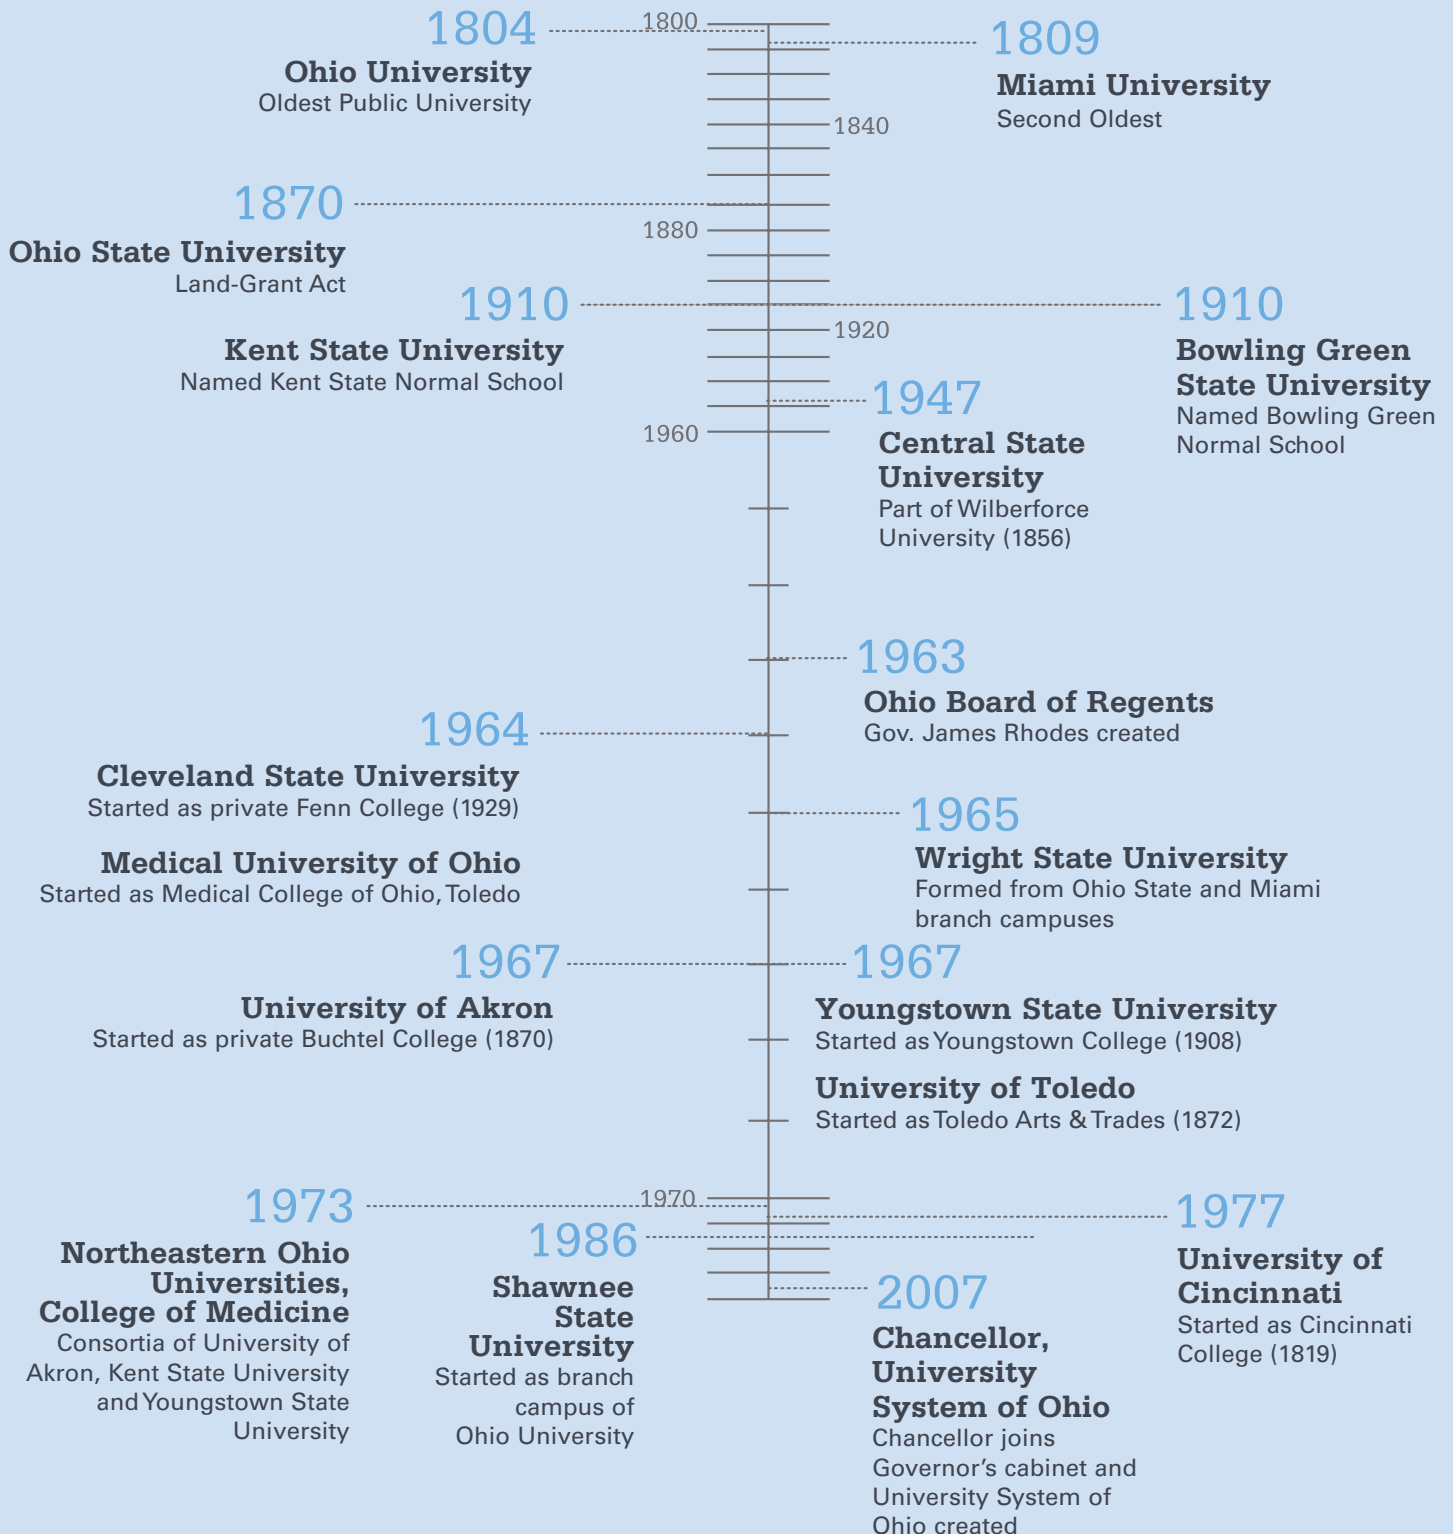 1800
1804
Ohio University
Oldest Public University
1809
Miami University
Second Oldest
1840
1870
Ohio State University
Land-Grant Act
1880
1910
Kent State University
Named Kent State Normal School
1910
Bowling Green
State University
Named Bowling Green
Normal School
1920
1947
Central State
University
Part of Wilberforce
University (1856)
1960
1963
Ohio Board of Regents
Gov. James Rhodes created
1964
Cleveland State University
Started as private Fenn College (1929)
Medical University of Ohio
Started as Medical College of Ohio, Toledo
1965
Wright State University
Formed from Ohio State and Miami
branch campuses
1967
University of Akron
Started as private Buchtel College (1870)
1967
Youngstown State University
Started as Youngstown College (1908)
University of Toledo
Started as Toledo Arts & Trades (1872)
1970
1973
Northeastern Ohio
Universities,
College of Medicine
Consortia of University of
Akron, Kent State University
and Youngstown State
University
1986
Shawnee
State
University
Started as branch
campus of
Ohio University
1977
University of
Cincinnati
Started as Cincinnati
College (1819)
2007
Chancellor,
University
System of Ohio
Chancellor joins
Governor's cabinet and
University System of
Ohio created